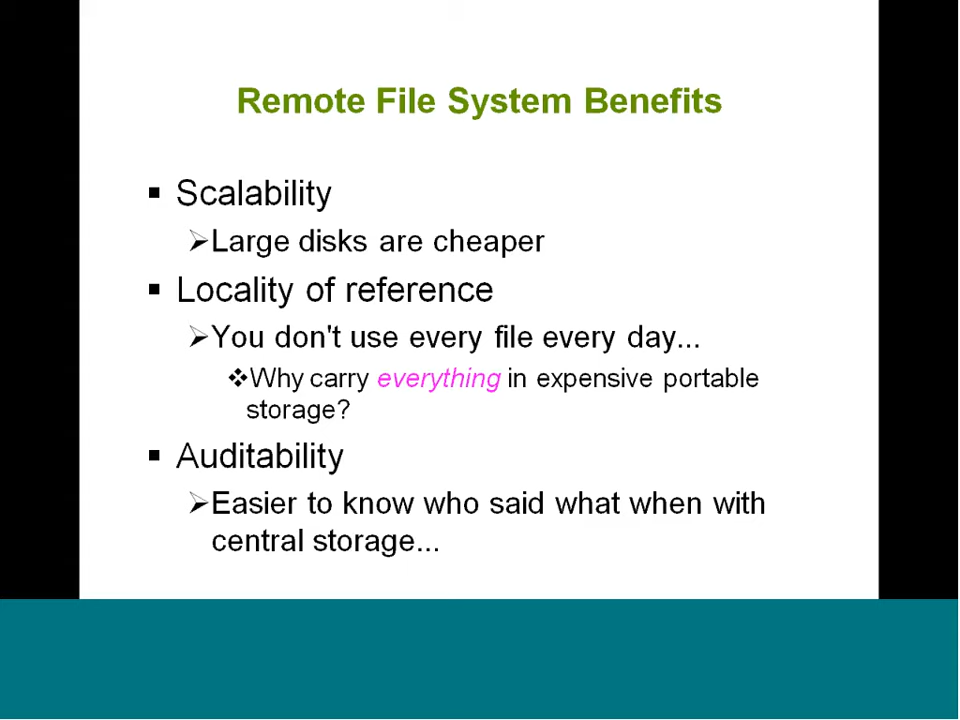 Remote File System Benefits
▪ Scalability
➢Large disks are cheaper
▪ Locality of reference
➢You don't use every file every day...
❖Why carry everything in expensive portable
storage?
▪ Auditability
➢Easier to know who said what when with
central storage...